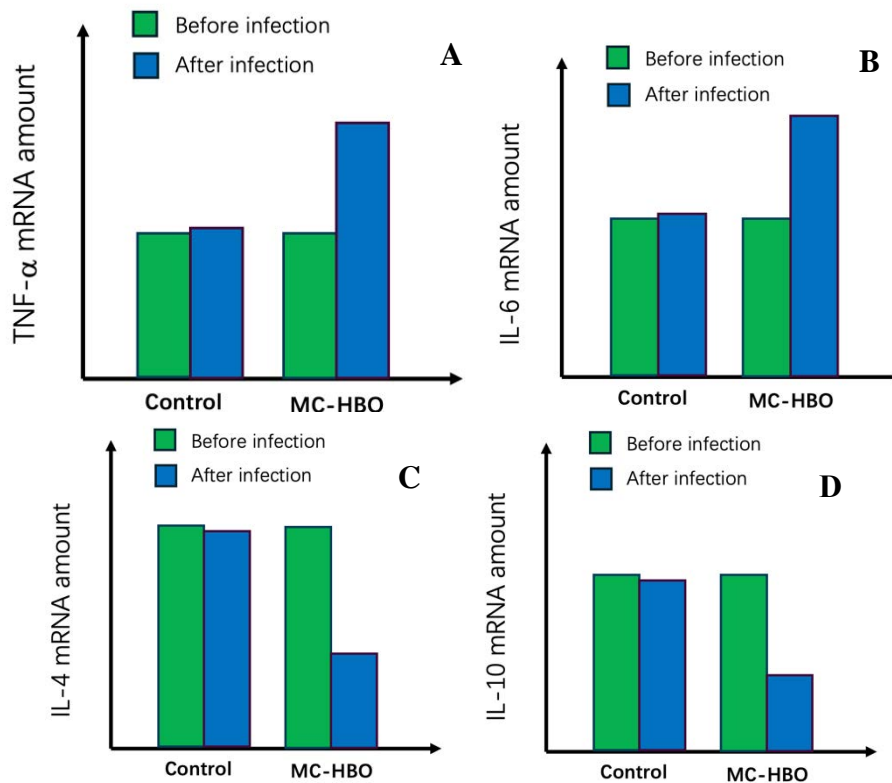 Before infection
After infection
A
TNF-α mRNA amount
Control
MC-HBO
Before infection
After infection
B
IL-6 mRNA amount
Control
MC-HBO
Before infection
After infection
C
IL-4 mRNA amount
Control
MC-HBO
Before infection
After infection
D
IL-10 mRNA amount
Control
MC-HBO